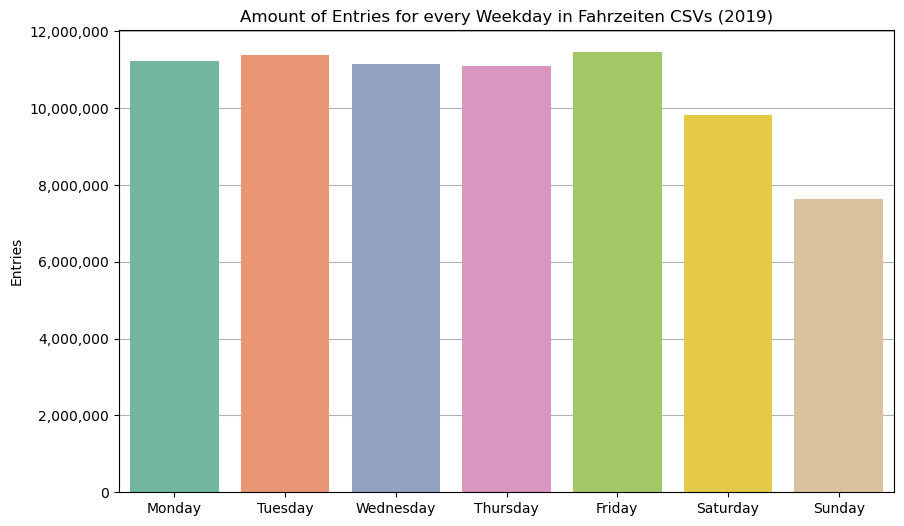 Amount of Entries for every Weekday in Fahrzeiten CSVs (2019)
12,000,000
10,000,000
8,000,000
6,000,000
4,000,000
2,000,000
0
Entries
Monday Tuesday Wednesday Thursday Friday Saturday Sunday